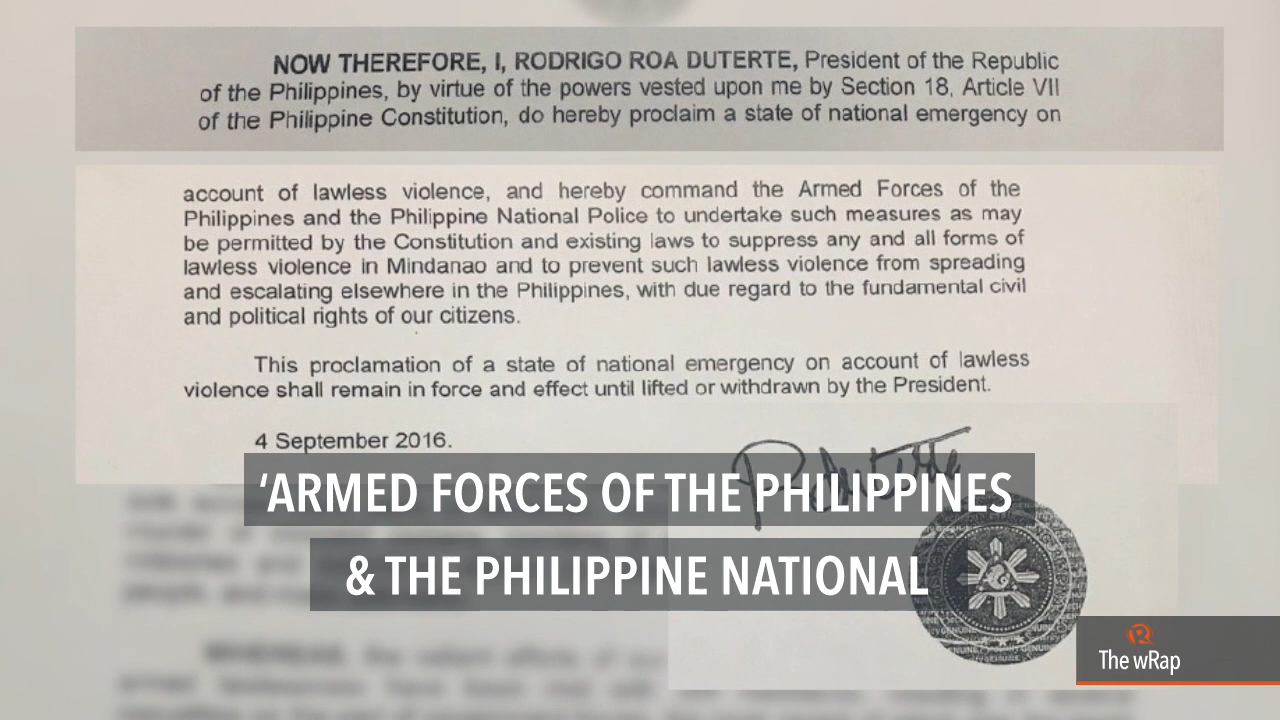 NOW THEREFORE, I, RODRIGO ROA DUTERTE, President of the Republic
of the Philippines, by virtue of the powers vested upon me by Section 18, Article VII
of the Philippine Constitution, do hereby proclaim a state of national emergency on
account of lawless violence, and hereby command the Armed Forces of the
Philippines and the Philippine National Police to undertake such measures as may
be permitted by the Constitution and existing laws to suppress any and all forms of
lawless violence in Mindanao and to prevent such lawless violence from spreading
and escalating elsewhere in the Philippines, with due regard to the fundamental civil
and political rights of our citizens.
This proclamation of a state of national emergency on account of lawless
violence shall remain in force and effect until lifted or withdrawn by the President.
4 September 2016.
‘ARMED FORCES OF THE PHILIPPINES
& THE PHILIPPINE NATIONAL
The wRap